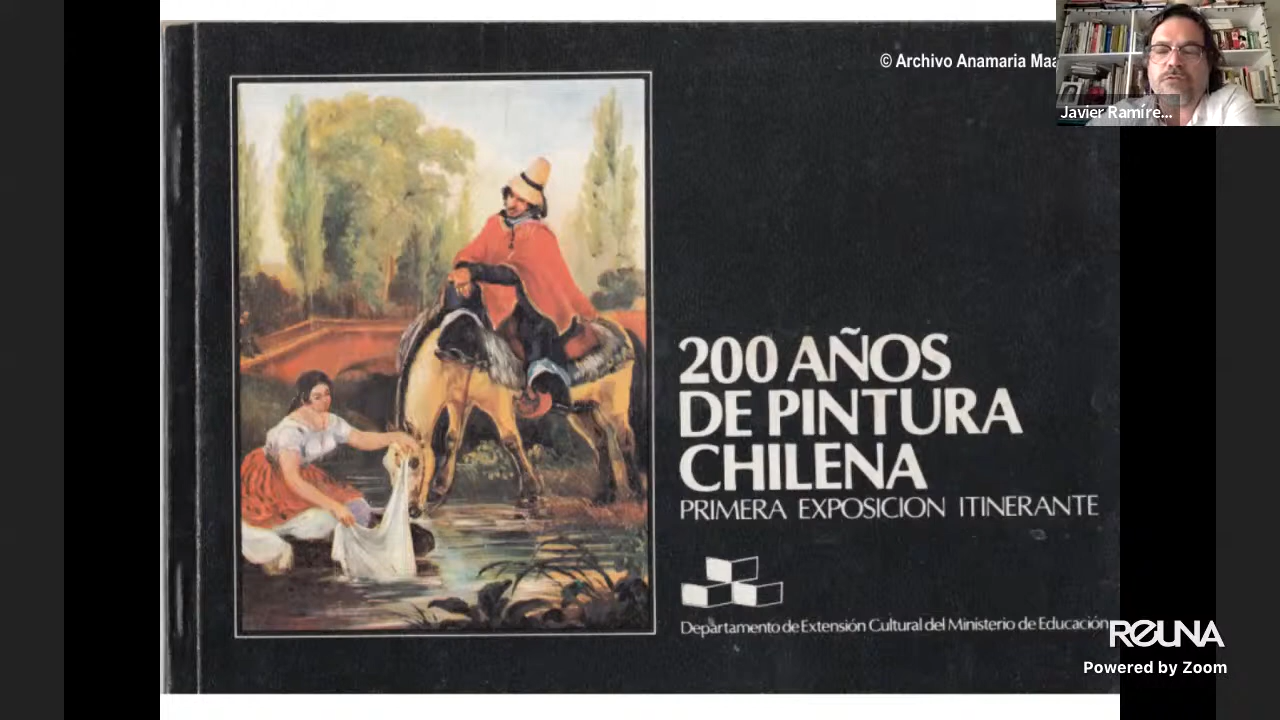 © Archivo Anamaria
Javier Ramíre...
200 AÑOS
DE PINTURA
CHILENA
PRIMERA EXPOSICION ITINERANTE
Departamento de Extensión Cultural del Ministerio de Educación
REUNA
Powered by Zoom